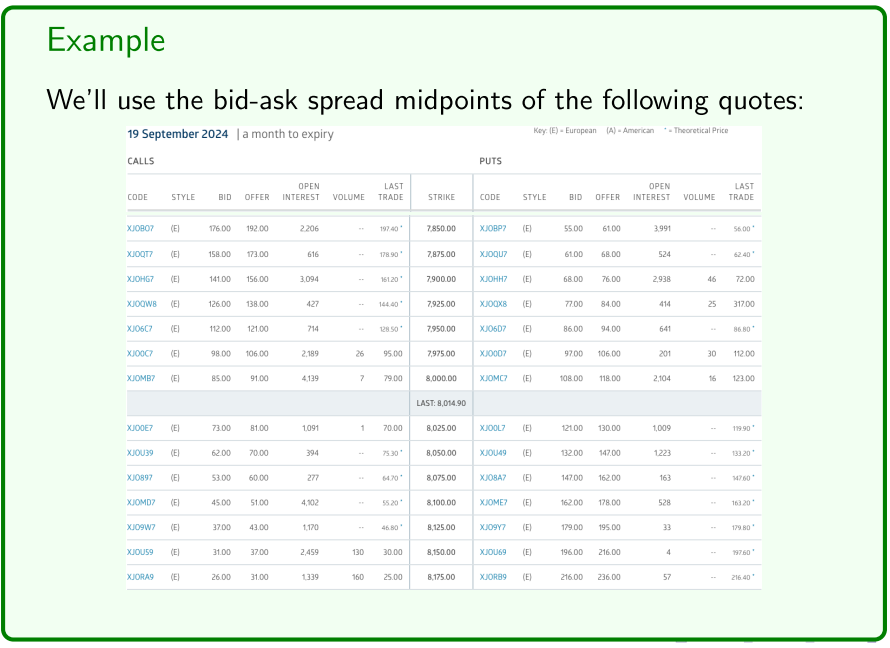 Example
We'll use the bid-ask spread midpoints of the following quotes:
19 September 2024 | a month to expiry Key: (E) = European (A) = American * = Theoretical Price
CALLS PUTS
CODE STYLE BID OFFER OPEN INTEREST VOLUME LAST TRADE STRIKE CODE STYLE BID OFFER OPEN INTEREST VOLUME LAST TRADE
XJOBO7 (E) 176.00 192.00 2,206 -- 197.40 * 7,850.00 XJOBP7 (E) 55.00 61.00 3,991 -- 56.00 *
XJOQT7 (E) 158.00 173.00 616 -- 178.90 * 7,875.00 XJOQU7 (E) 61.00 68.00 524 -- 62.40 *
XJOHG7 (E) 141.00 156.00 3,094 -- 161.20 * 7,900.00 XJOHH7 (E) 68.00 76.00 2,938 46 72.00
XJOQW8 (E) 126.00 138.00 427 -- 144.40 * 7,925.00 XJOQX8 (E) 77.00 84.00 414 25 317.00
XJO6C7 (E) 112.00 121.00 714 -- 128.50 * 7,950.00 XJO6D7 (E) 86.00 94.00 641 -- 86.80 *
XJO0C7 (E) 98.00 106.00 2,189 26 95.00 7,975.00 XJO0D7 (E) 97.00 106.00 201 30 112.00
XJOMB7 (E) 85.00 91.00 4,139 7 79.00 8,000.00 XJOMC7 (E) 108.00 118.00 2,104 16 123.00
LAST: 8,014.90
XJO0E7 (E) 73.00 81.00 1,091 1 70.00 8,025.00 XJO0L7 (E) 121.00 130.00 1,009 -- 119.90 *
XJOU39 (E) 62.00 70.00 394 -- 75.30 * 8,050.00 XJOU49 (E) 132.00 147.00 1,223 -- 133.20 *
XJO897 (E) 53.00 60.00 277 -- 64.70 * 8,075.00 XJO8A7 (E) 147.00 162.00 163 -- 147.60 *
XJOMD7 (E) 45.00 51.00 4,102 -- 55.20 * 8,100.00 XJOME7 (E) 162.00 178.00 528 -- 163.20 *
XJO9W7 (E) 37.00 43.00 1,170 -- 46.80 * 8,125.00 XJO9Y7 (E) 179.00 195.00 33 -- 179.80 *
XJOU59 (E) 31.00 37.00 2,459 130 30.00 8,150.00 XJOU69 (E) 196.00 216.00 4 -- 197.60 *
XJORA9 (E) 26.00 31.00 1,339 160 25.00 8,175.00 XJORB9 (E) 216.00 236.00 57 -- 216.40 *